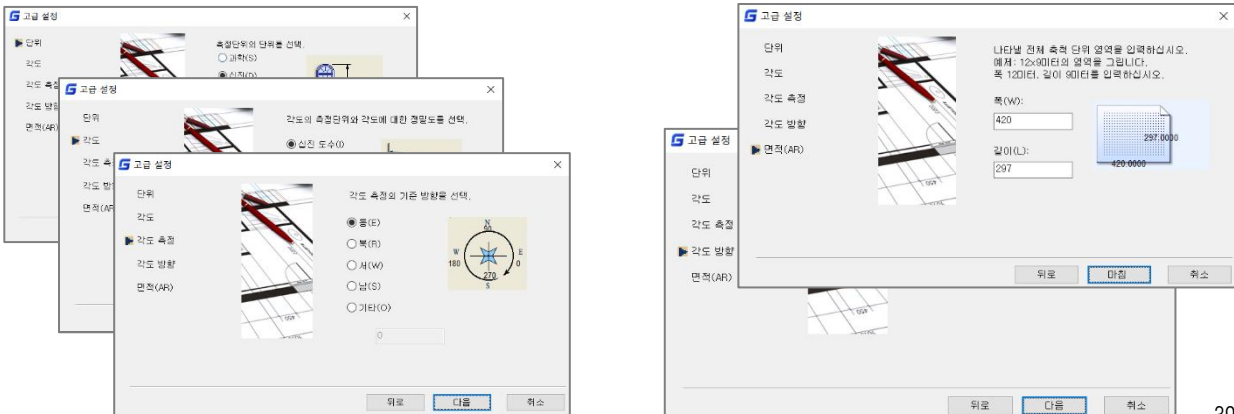 고급 설정
단위
각도
각도 측정
각도 방향
면적(AR)
측정단위의 단위를 선택.
과학(S)
십진(D)
고급 설정
단위
각도
각도 측
각도 방향
면적(AR
각도의 측정단위와 각도에 대한 정밀도를 선택.
십진 도수(I)
고급 설정
단위
각도
각도 측정
각도 방향
면적(AR)
각도 측정의 기준 방향을 선택.
동(E)
북(R)
서(W)
남(S)
기타(O)
0
N
90
W
180
E
0
270
S
뒤로
다음
취소
고급 설정
단위
각도
각도 측정
각도 방향
면적(AR)
나타낼 전체 축척 단위 영역을 입력하십시오.
예제: 12x9미터의 영역을 그립니다.
폭 12미터, 길이 9미터를 입력하십시오.
폭(W):
420
길이(L):
297
297.0000
420.0000
뒤로
마침
취소
고급 설정
단위
각도
각도 측정
각도 방향
면적(AR)
뒤로
다음
취소